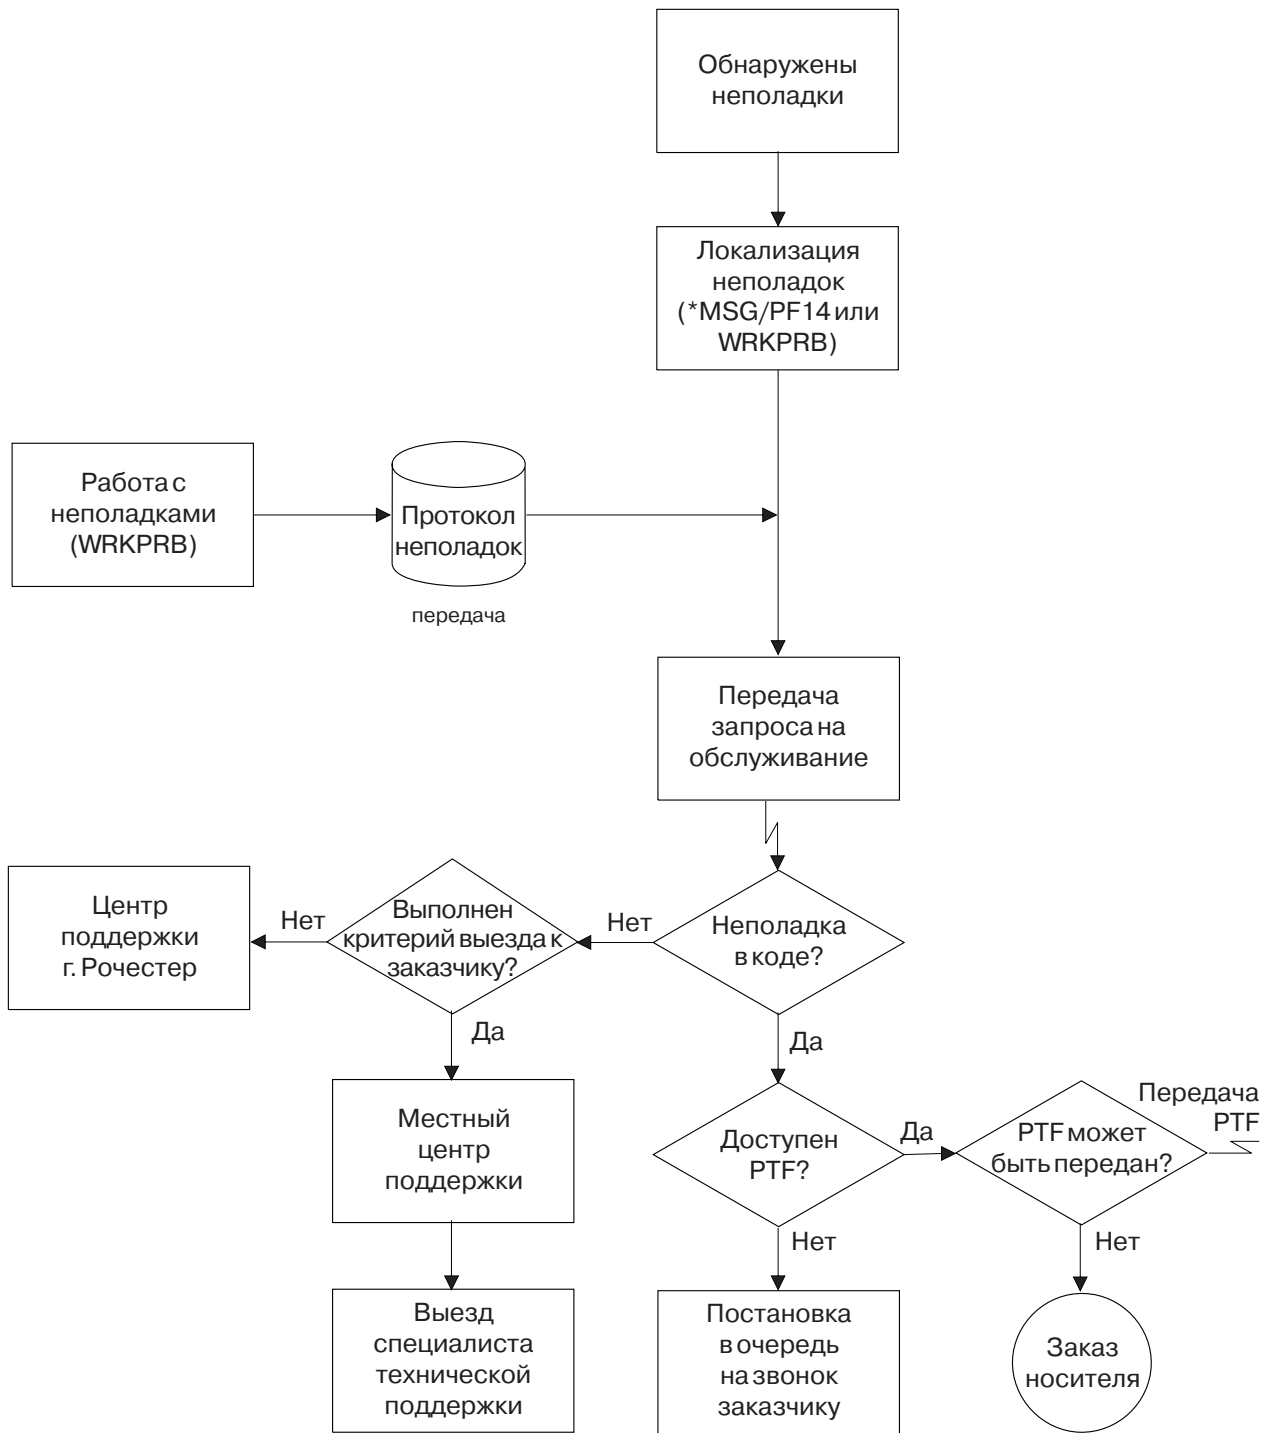 Обнаружены
неполадки
Локализация
неполадок
(*MSG/PF14 или
WRKPRB)
Работа с
неполадками
(WRKPRB)
Протокол
неполадок
передача
Передача
запроса на
обслуживание
Центр
поддержки
г. Рочестер
Нет
Выполнен
критерий выезда к
заказчику?
Нет
Неполадка
в коде?
Да
Да
Местный
центр
поддержки
Доступен
PTF?
Да
PTF может
быть передан?
Передача
PTF
Нет
Нет
Выезд
специалиста
технической
поддержки
Постановка
в очередь
на звонок
заказчику
Заказ
носителя